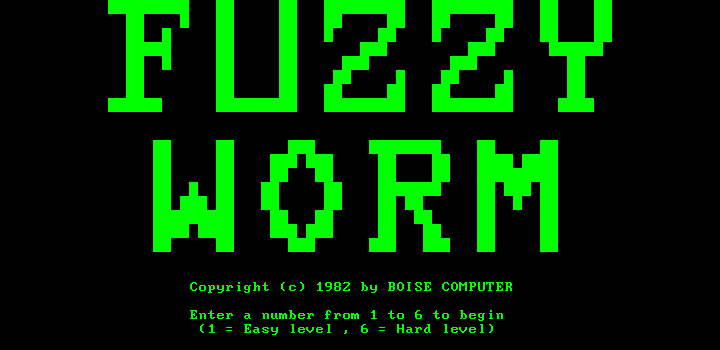 FUZZY
WORM
Copyright (c) 1982 by BOISE COMPUTER
Enter a number from 1 to 6 to begin
(1 = Easy level , 6 = Hard level)